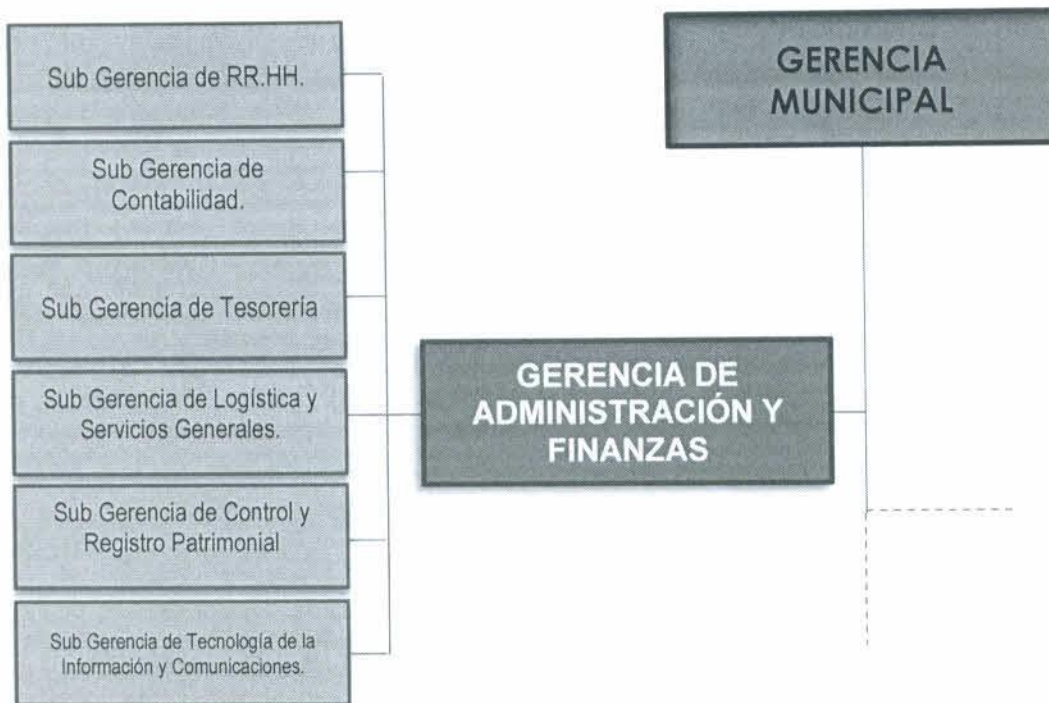 Sub Gerencia de RR.HH.
Sub Gerencia de
Contabilidad.
Sub Gerencia de Tesorería
Sub Gerencia de Logística y
Servicios Generales.
Sub Gerencia de Control y
Registro Patrimonial
Sub Gerencia de Tecnología de la
Información y Comunicaciones.
GERENCIA DE
ADMINISTRACIÓN Y
FINANZAS
GERENCIA
MUNICIPAL